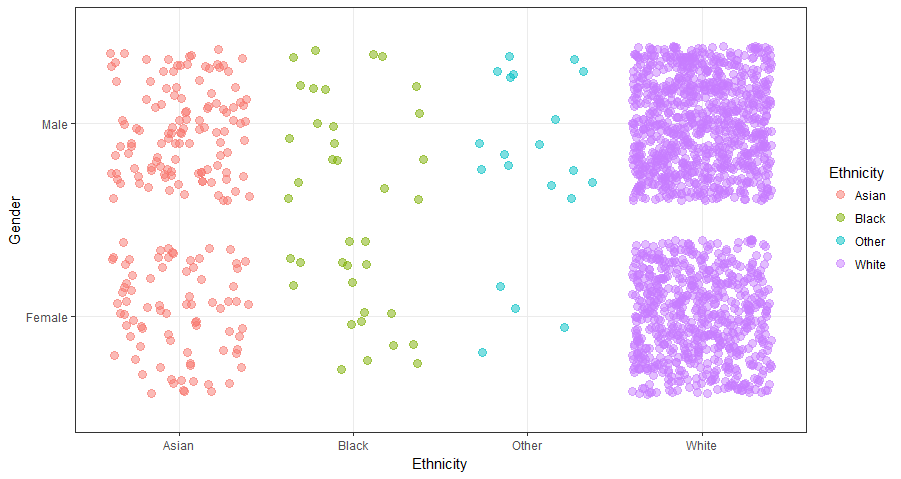 Male
Female
Gender
Asian
Black
Other
White
Ethnicity
Ethnicity
Asian
Black
Other
White